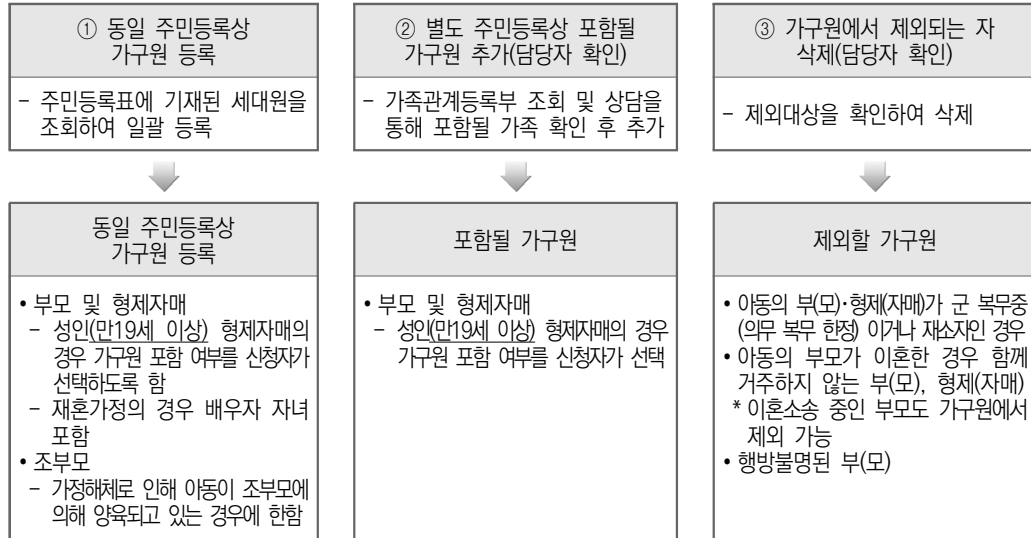 ① 동일 주민등록상
가구원 등록
- 주민등록표에 기재된 세대원을
조회하여 일괄 등록
동일 주민등록상
가구원 등록
• 부모 및 형제자매
- 성인(만19세 이상) 형제자매의
경우 가구원 포함 여부를 신청자가
선택하도록 함
- 재혼가정의 경우 배우자 자녀
포함
• 조부모
- 가정해체로 인해 아동이 조부모에
의해 양육되고 있는 경우에 한함
② 별도 주민등록상 포함될
가구원 추가(담당자 확인)
- 가족관계등록부 조회 및 상담을
통해 포함될 가족 확인 후 추가
포함될 가구원
• 부모 및 형제자매
- 성인(만19세 이상) 형제자매의 경우
가구원 포함 여부를 신청자가 선택
③ 가구원에서 제외되는 자
삭제(담당자 확인)
- 제외대상을 확인하여 삭제
제외할 가구원
• 아동의 부(모)·형제(자매)가 군 복무중
(의무 복무 한정) 이거나 재소자인 경우
• 아동의 부모가 이혼한 경우 함께
거주하지 않는 부(모), 형제(자매)
* 이혼소송 중인 부모도 가구원에서
제외 가능
• 행방불명된 부(모)